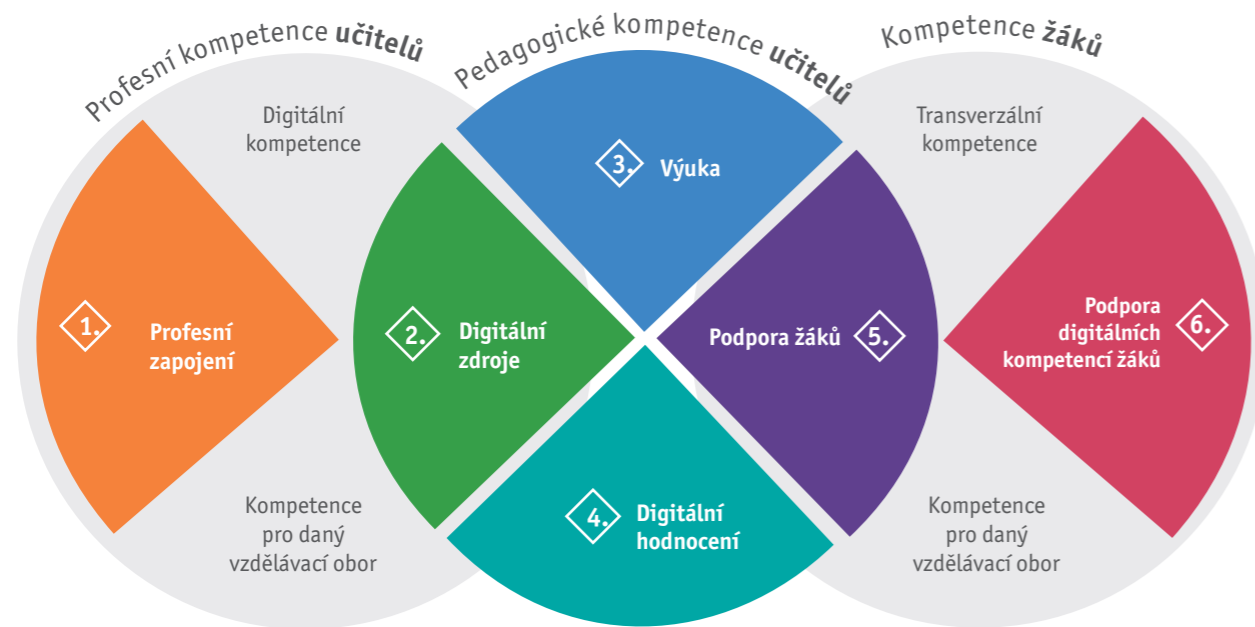 Profesní kompetence učitelů
Pedagogické kompetence učitelů
Kompetence žáků
Digitální
kompetence
Transverzální
kompetence
3.
Výuka
1.
Profesní
zapojení
2.
Digitální
zdroje
Podpora žáků
5.
Podpora
digitálních
kompetencí žáků
6.
4.
Digitální
hodnocení
Kompetence
pro daný
vzdělávací obor
Kompetence
pro daný
vzdělávací obor